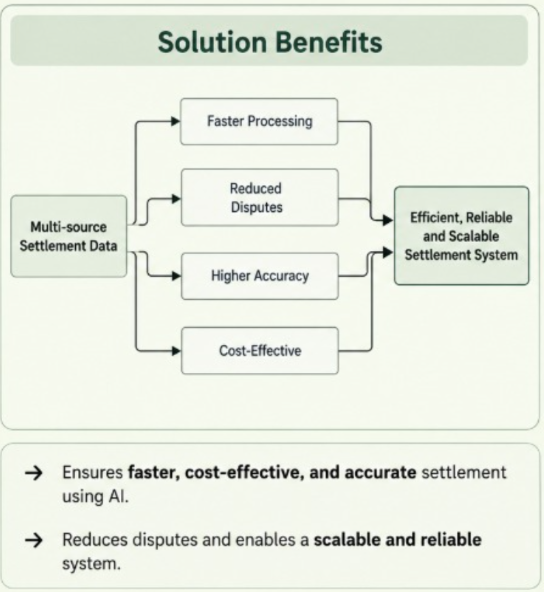 Solution Benefits
Faster Processing
Reduced
Disputes
Multi-source
Settlement Data
Higher Accuracy
Cost-Effective
Efficient, Reliable
and Scalable
Settlement System
→ Ensures faster, cost-effective, and accurate settlement
using AI.
→ Reduces disputes and enables a scalable and reliable
system.